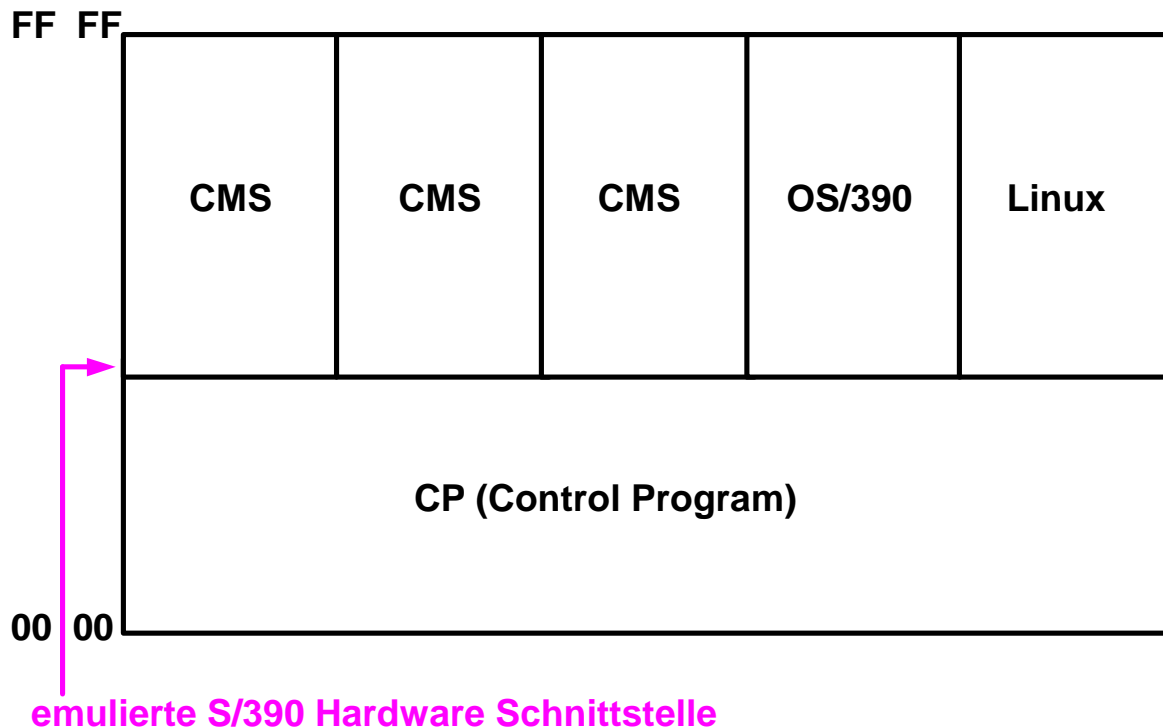 FF FF
CMS CMS CMS OS/390 Linux
CP (Control Program)
00 00
emulierte S/390 Hardware Schnittstelle